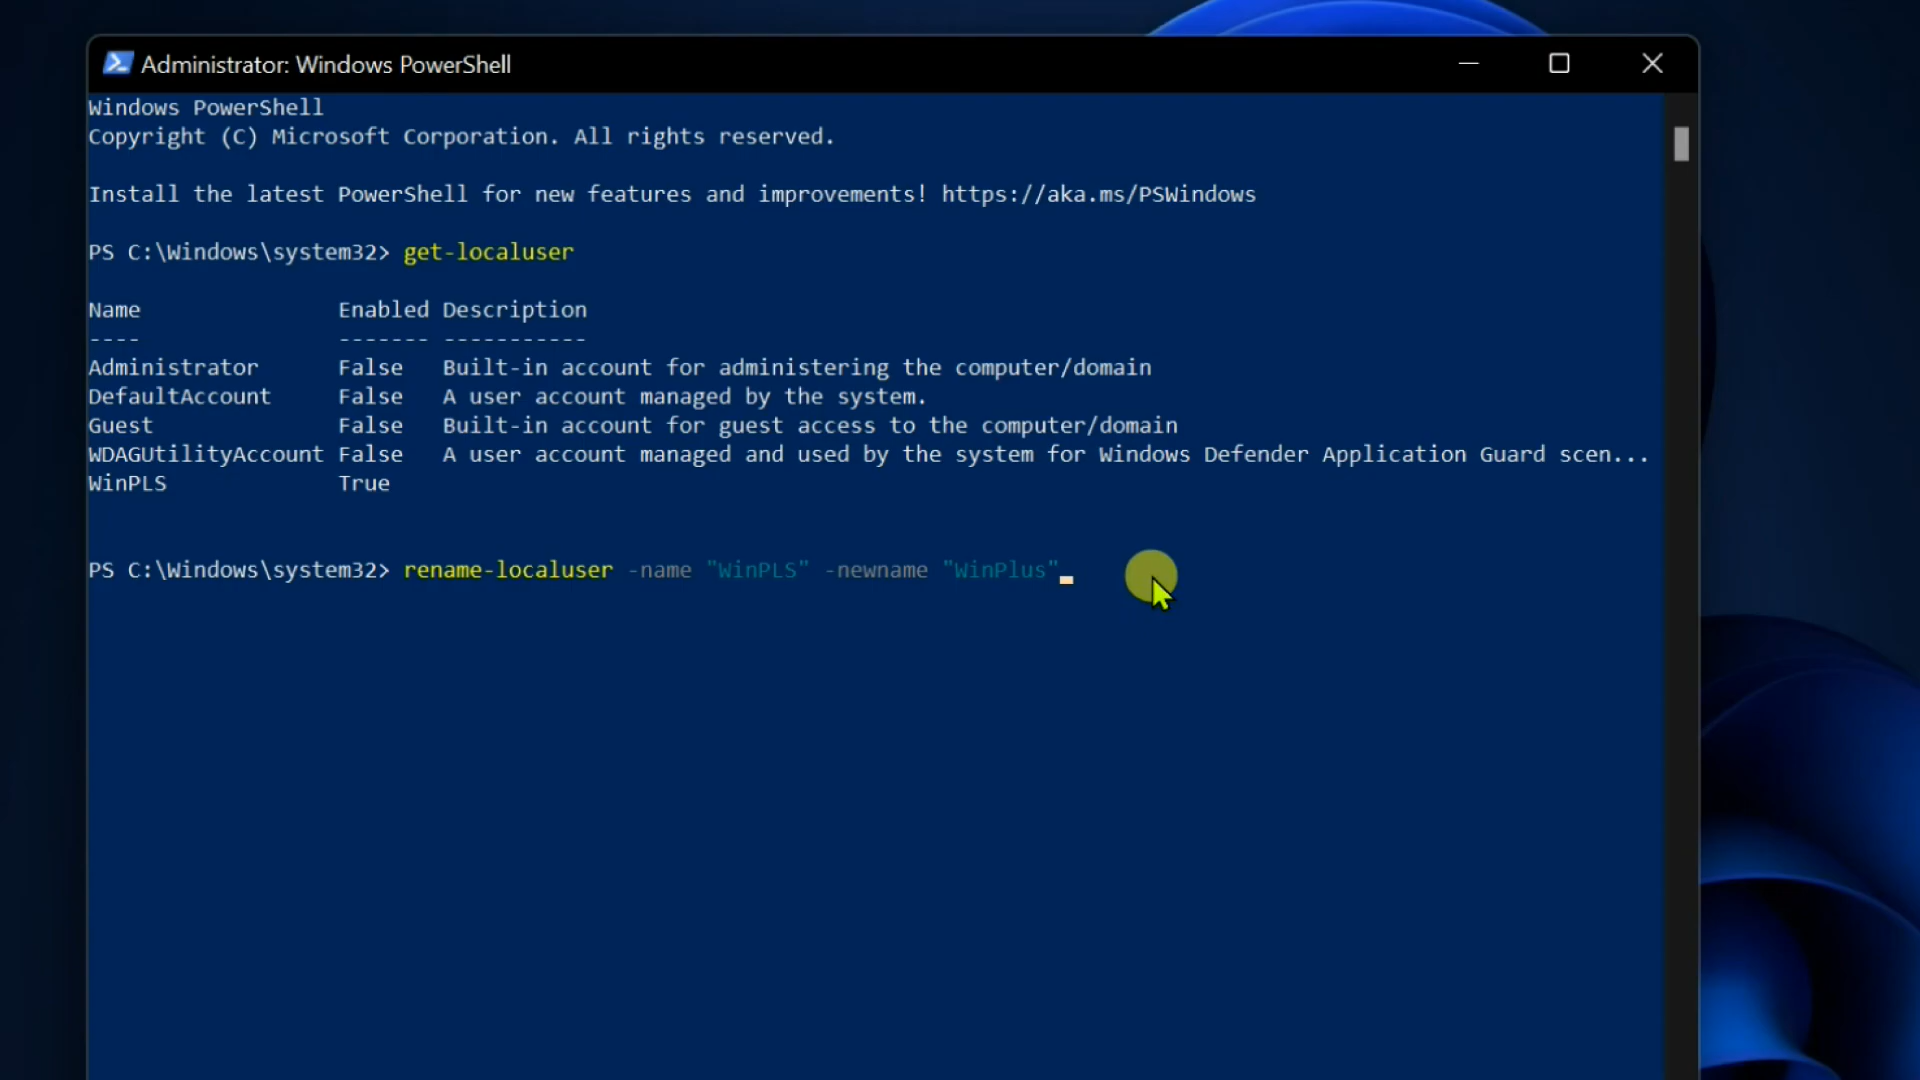 Administrator: Windows PowerShell
Windows PowerShell
Copyright (C) Microsoft Corporation. All rights reserved.
Install the latest PowerShell for new features and improvements! https://aka.ms/PSWindows
PS C:\Windows\system32> get-localuser
Name Enabled Description
---- ------- -----------
Administrator False Built-in account for administering the computer/domain
DefaultAccount False A user account managed by the system.
Guest False Built-in account for guest access to the computer/domain
WDAGUtilityAccount False A user account managed and used by the system for Windows Defender Application Guard scen...
WinPLS True
PS C:\Windows\system32> rename-localuser -name "WinPLS" -newname "WinPlus"